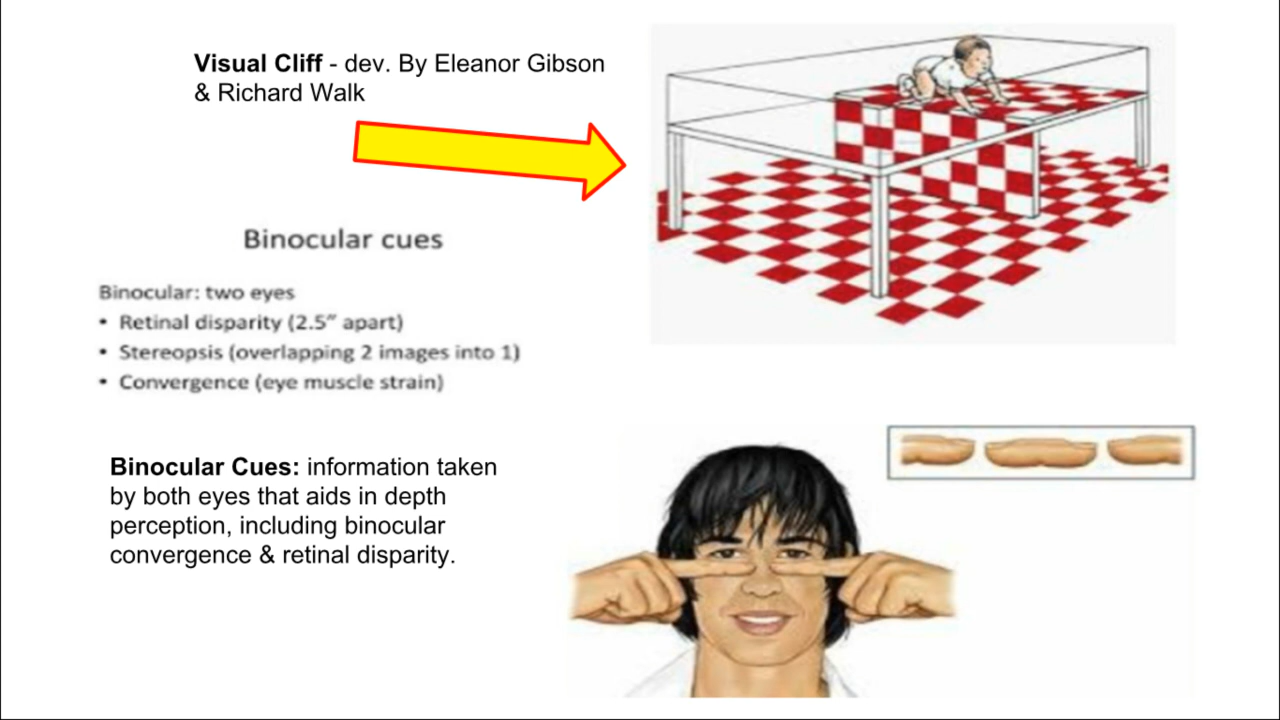 Visual Cliff - dev. By Eleanor Gibson
& Richard Walk
Binocular cues
Binocular: two eyes
• Retinal disparity (2.5″ apart)
• Stereopsis (overlapping 2 images into 1)
• Convergence (eye muscle strain)
Binocular Cues: information taken
by both eyes that aids in depth
perception, including binocular
convergence & retinal disparity.